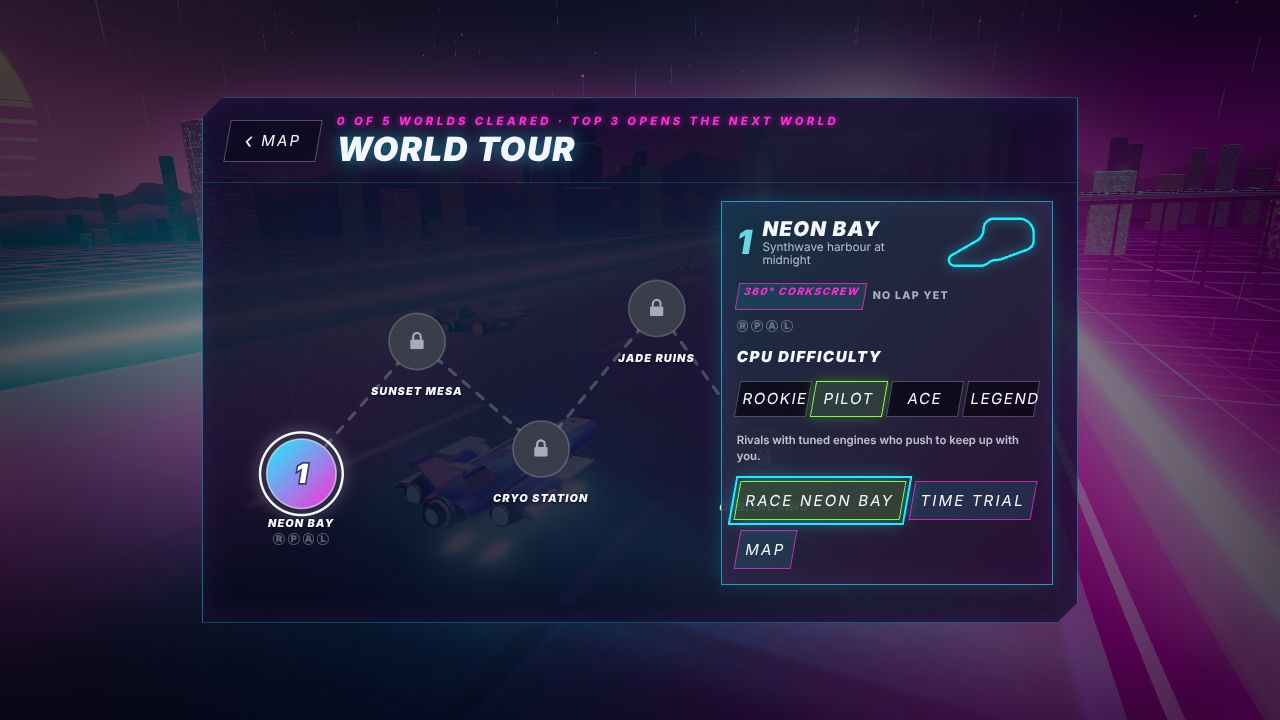 0 OF 5 WORLDS CLEARED · TOP 3 OPENS THE NEXT WORLD
‹ MAP
WORLD TOUR
1
NEON BAY
Synthwave harbour at
midnight
360° CORKSCREW
NO LAP YET
R P A L
CPU DIFFICULTY
ROOKIE
PILOT
ACE
LEGEND
Rivals with tuned engines who push to keep up with
you.
RACE NEON BAY
TIME TRIAL
MAP
JADE RUINS
SUNSET MESA
CRYO STATION
1
NEON BAY
R P A L